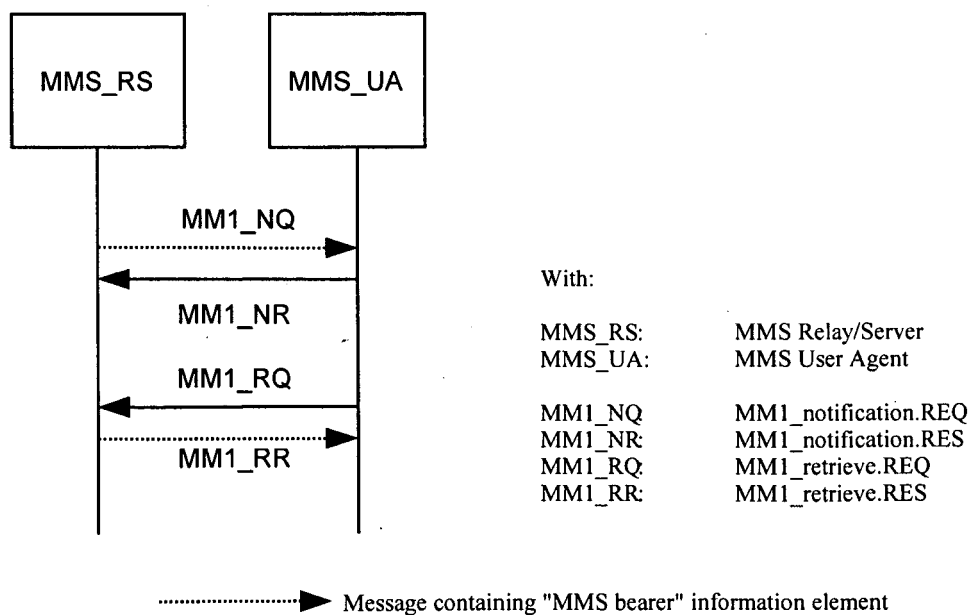 MMS_RS
MMS_UA
MM1_NQ
MM1_NR
MM1_RQ
MM1_RR
With:
MMS_RS: MMS Relay/Server
MMS_UA: MMS User Agent
MM1_NQ: MM1_notification.REQ
MM1_NR: MM1_notification.RES
MM1_RQ: MM1_retrieve.REQ
MM1_RR: MM1_retrieve.RES
Message containing "MMS bearer" information element